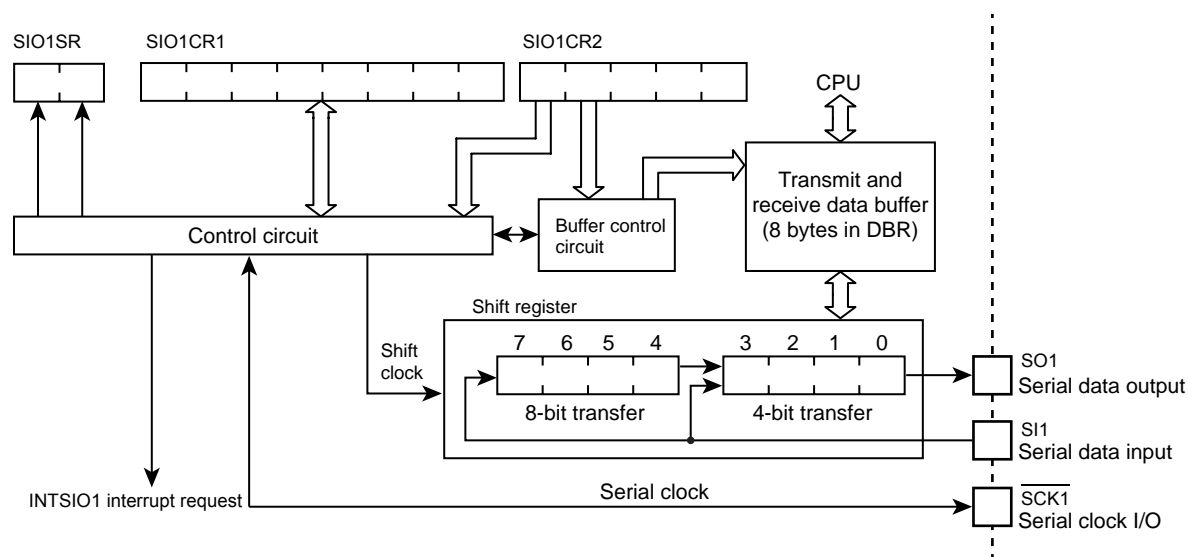 SIO1SR
SIO1CR1
SIO1CR2
CPU
Transmit and
receive data buffer
(8 bytes in DBR)
Buffer control
circuit
Control circuit
Shift register
7 6 5 4 3 2 1 0
Shift
clock
8-bit transfer
4-bit transfer
SO1
Serial data output
SI1
Serial data input
INTSIO1 interrupt request
Serial clock
SCK1
Serial clock I/O